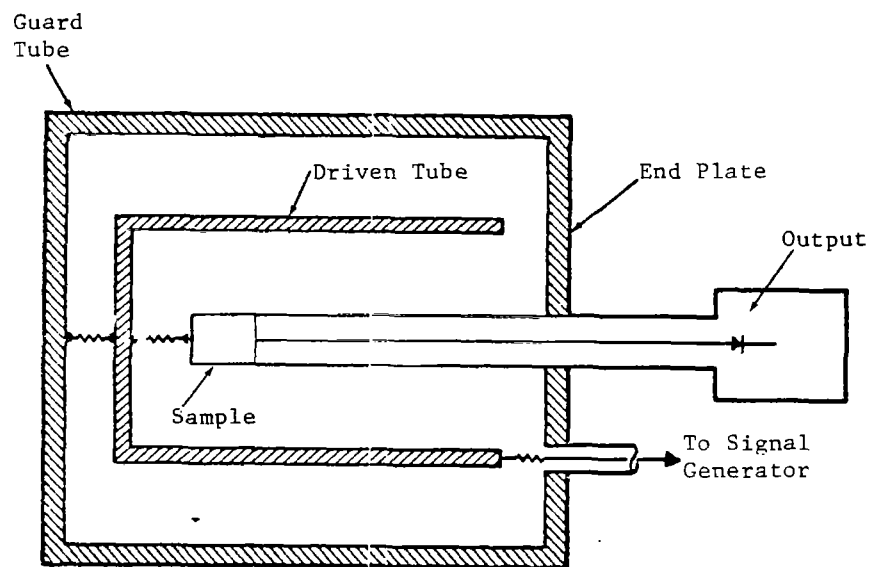 Guard
Tube
Driven Tube
End Plate
Output
Sample
To Signal
Generator